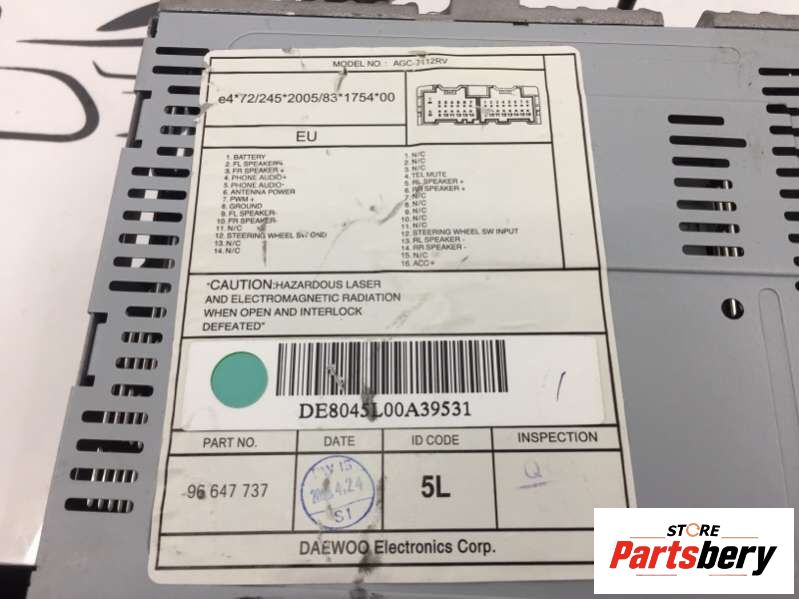 MODEL NO. : AGC-7112RV
e4*72/245*2005/83*1754*00
EU
1. BATTERY
2. FL SPEAKER+
3. FR SPEAKER +
4. PHONE AUDIO+
5. PHONE AUDIO-
6. ANTENNA POWER
7. PWM +
8. GROUND
9. FL SPEAKER-
10. FR SPEAKER-
11. N/C
12. STEERING WHEEL SW GND
13. N/C
14. N/C
1. N/C
2. N/C
3. N/C
4. TEL MUTE
5. RL SPEAKER +
6. RR SPEAKER +
7. N/C
8. N/C
9. N/C
10. N/C
11. N/C
12. STEERING WHEEL SW INPUT
13. RL SPEAKER -
14. RR SPEAKER -
15. N/C
16. ACC +
"CAUTION:HAZARDOUS LASER
AND ELECTROMAGNETIC RADIATION
WHEN OPEN AND INTERLOCK
DEFEATED"
DE8045L00A39531
PART NO. DATE ID CODE INSPECTION
96 647 737 5L Q
S1
DAEWOO Electronics Corp.
STORE
Partsbery